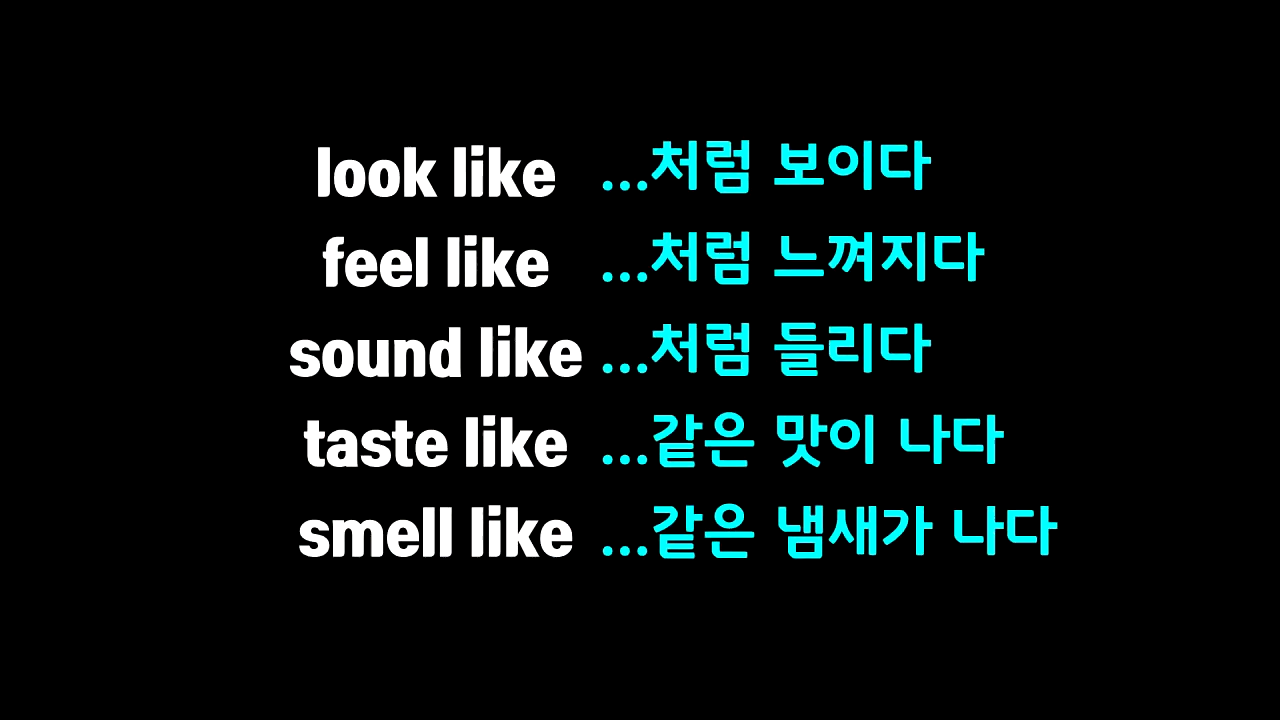 look like ...처럼 보이다
feel like ...처럼 느껴지다
sound like ...처럼 들리다
taste like ...같은 맛이 나다
smell like ...같은 냄새가 나다